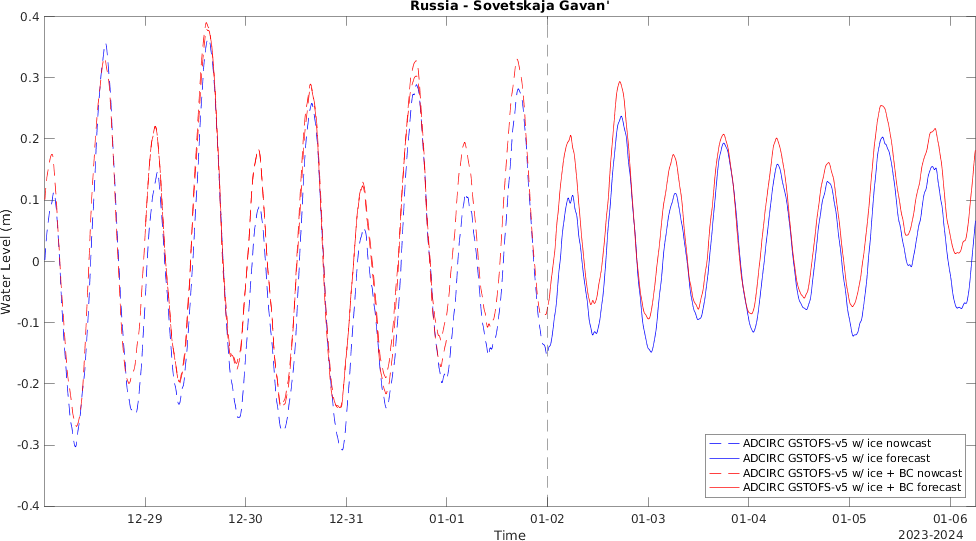 Russia - Sovetskaja Gavan'
0.4
0.3
0.2
0.1
0
-0.1
-0.2
-0.3
-0.4
Water Level (m)
ADCIRC GSTOFS-v5 w/ ice nowcast
ADCIRC GSTOFS-v5 w/ ice forecast
ADCIRC GSTOFS-v5 w/ ice + BC nowcast
ADCIRC GSTOFS-v5 w/ ice + BC forecast
12-29 12-30 12-31 01-01 01-02 01-03 01-04 01-05 01-06
Time
2023-2024